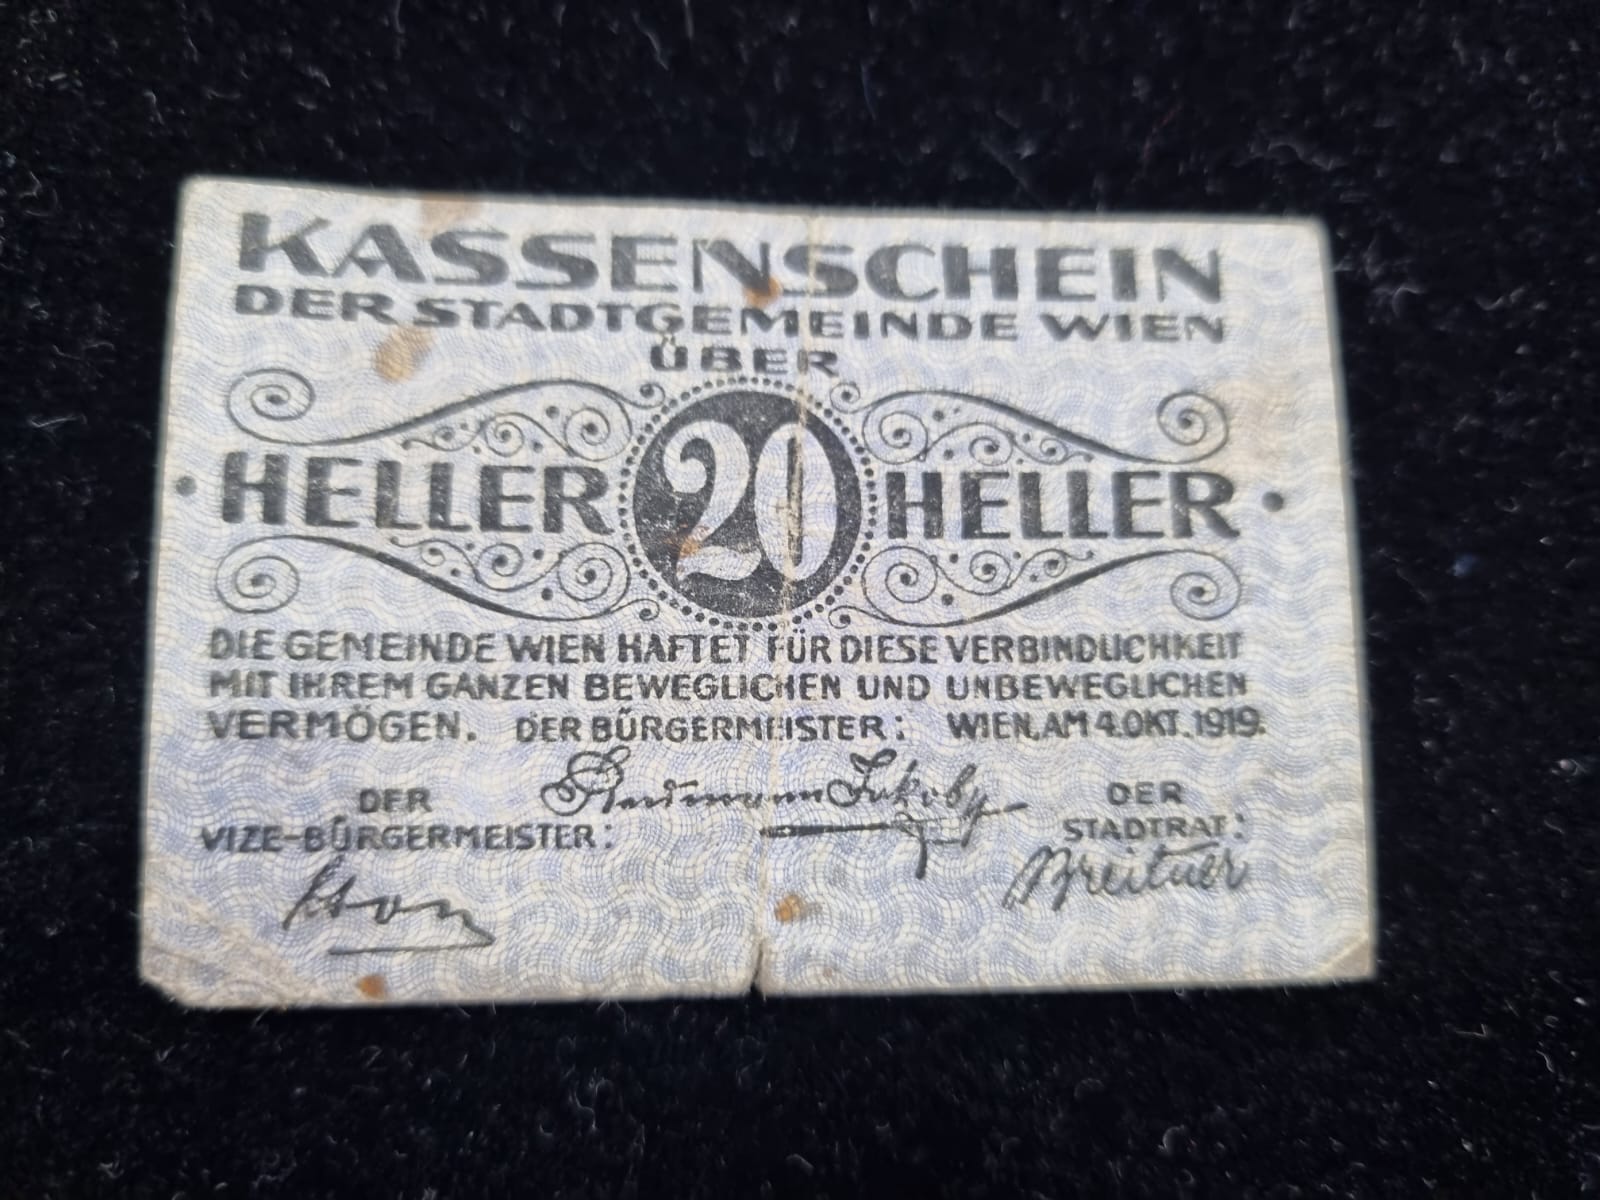 KASSENSCHEIN
DER STADTGEMEINDE WIEN
ÜBER
HELLER 20 HELLER
DIE GEMEINDE WIEN HAFTET FÜR DIESE VERBINDLICHKEIT
MIT IHREM GANZEN BEWEGLICHEN UND UNBEWEGLICHEN
VERMÖGEN. DER BÜRGERMEISTER: WIEN, AM 4. OKT. 1919.
DER
VIZE-BÜRGERMEISTER:
DER
STADTRAT:
Breitner